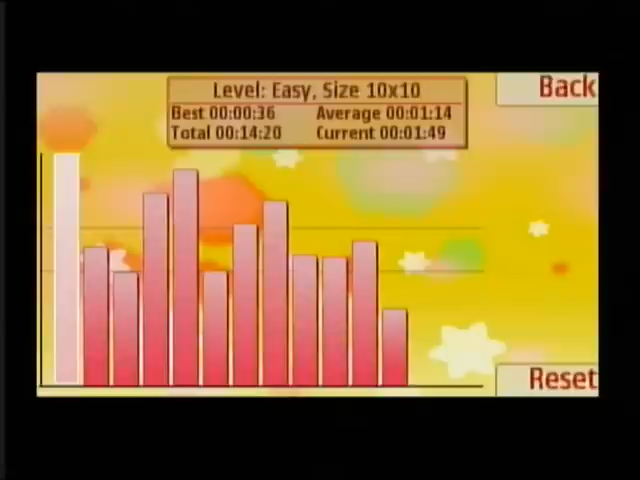 Level: Easy, Size 10x10
Back
Best 00:00:36 Average 00:01:14
Total 00:14:20 Current 00:01:49
Reset